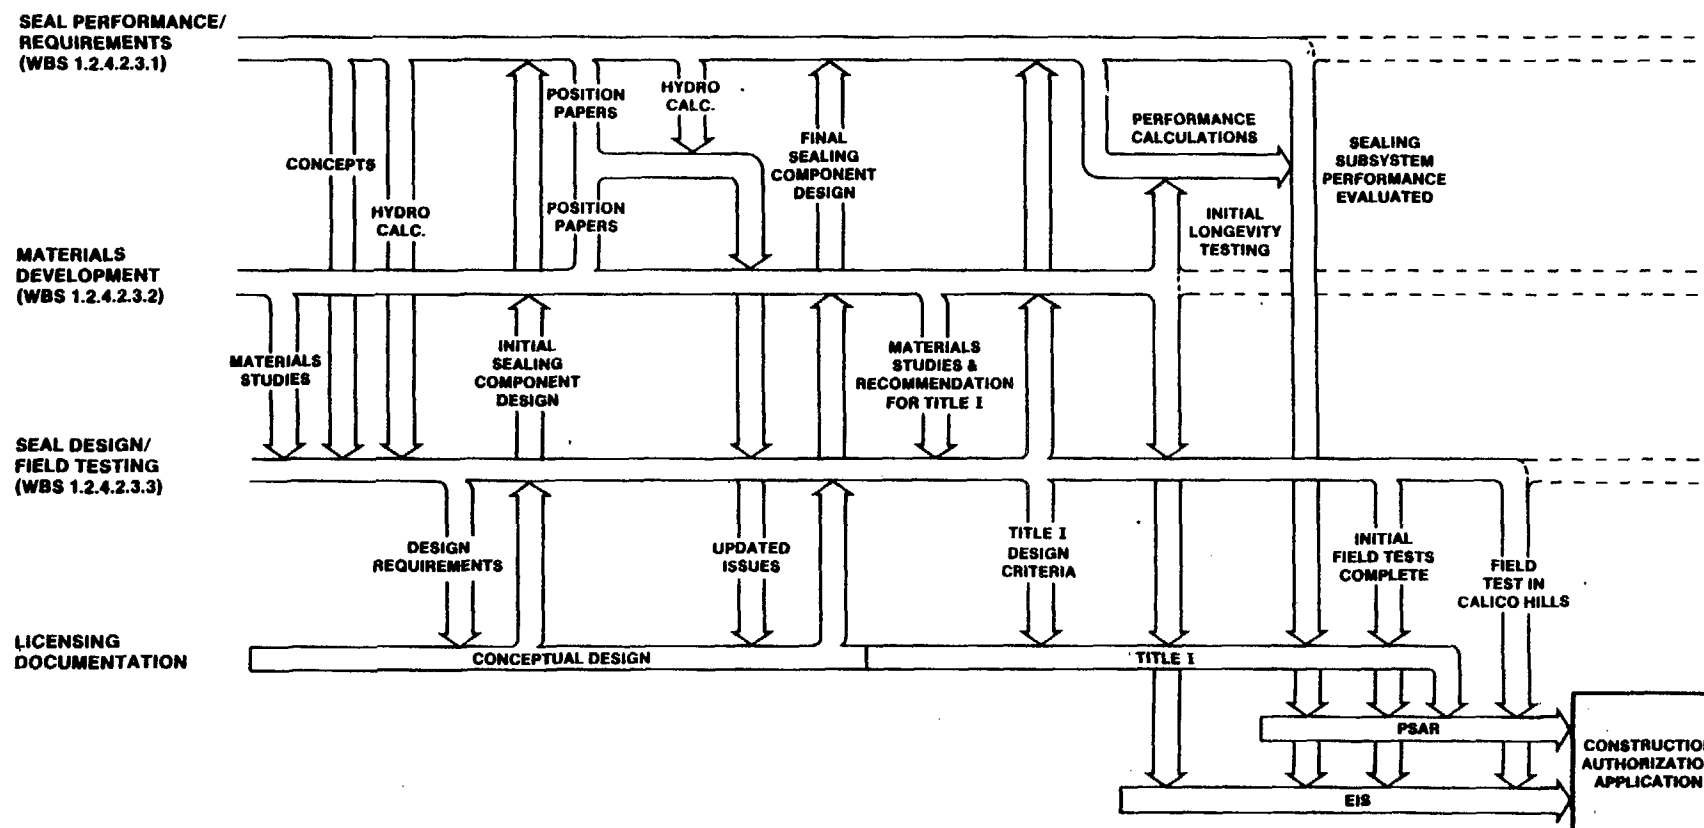 SEAL PERFORMANCE/
REQUIREMENTS
(WBS 1.2.4.2.3.1)
POSITION
PAPERS
HYDRO
CALC.
CONCEPTS
HYDRO
CALC.
POSITION
PAPERS
FINAL
SEALING
COMPONENT
DESIGN
PERFORMANCE
CALCULATIONS
SEALING
SUBSYSTEM
PERFORMANCE
EVALUATED
INITIAL
LONGEVITY
TESTING
MATERIALS
DEVELOPMENT
(WBS 1.2.4.2.3.2)
MATERIALS
STUDIES
INITIAL
SEALING
COMPONENT
DESIGN
MATERIALS
STUDIES &
RECOMMENDATION
FOR TITLE I
SEAL DESIGN/
FIELD TESTING
(WBS 1.2.4.2.3.3)
DESIGN
REQUIREMENTS
UPDATED
ISSUES
TITLE I
DESIGN
CRITERIA
INITIAL
FIELD TESTS
COMPLETE
FIELD
TEST IN
CALICO HILLS
LICENSING
DOCUMENTATION
CONCEPTUAL DESIGN
TITLE I
PSAR
EIS
CONSTRUCTIO
AUTHORIZATIO
APPLICATION